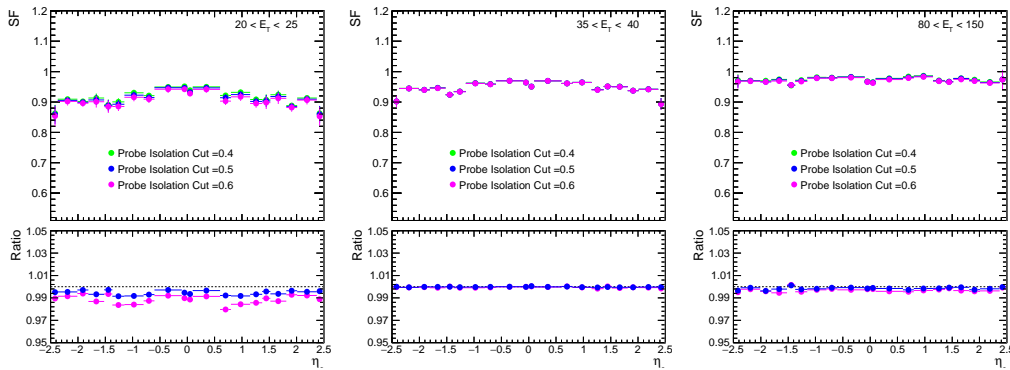 SF
1.2
1.1
1
0.9
0.8
0.7
0.6
20 < E_T < 25
Probe Isolation Cut =0.4
Probe Isolation Cut =0.5
Probe Isolation Cut =0.6
Ratio
1.05
1.03
1.01
0.99
0.97
0.95
−2.5 −2 −1.5 −1 −0.5 0 0.5 1 1.5 2 2.5
η
SF
1.2
1.1
1
0.9
0.8
0.7
0.6
35 < E_T < 40
Probe Isolation Cut =0.4
Probe Isolation Cut =0.5
Probe Isolation Cut =0.6
Ratio
1.05
1.03
1.01
0.99
0.97
0.95
−2.5 −2 −1.5 −1 −0.5 0 0.5 1 1.5 2 2.5
η
SF
1.2
1.1
1
0.9
0.8
0.7
0.6
80 < E_T < 150
Probe Isolation Cut =0.4
Probe Isolation Cut =0.5
Probe Isolation Cut =0.6
Ratio
1.05
1.03
1.01
0.99
0.97
0.95
−2.5 −2 −1.5 −1 −0.5 0 0.5 1 1.5 2 2.5
η